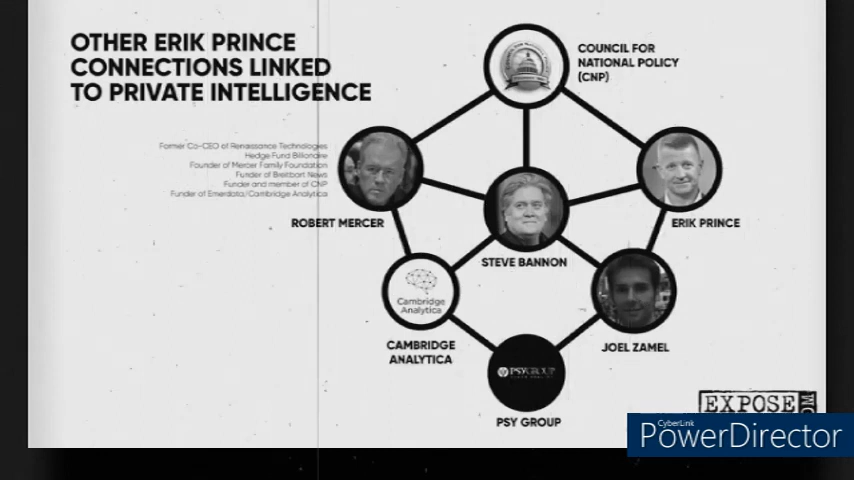 OTHER ERIK PRINCE
CONNECTIONS LINKED
TO PRIVATE INTELLIGENCE
COUNCIL FOR
NATIONAL POLICY
(CNP)
Former Co-CEO of Renaissance Technologies
Hedge Fund Billionaire
Founder of Mercer Family Foundation
Funder of Breitbart News
Funder and member of CNP
Funder of Emerdata/Cambridge Analytica
ROBERT MERCER
ERIK PRINCE
STEVE BANNON
Cambridge
Analytica
CAMBRIDGE
ANALYTICA
JOEL ZAMEL
PSYGROUP
PSY GROUP
EXPOSE
CyberLink
PowerDirector